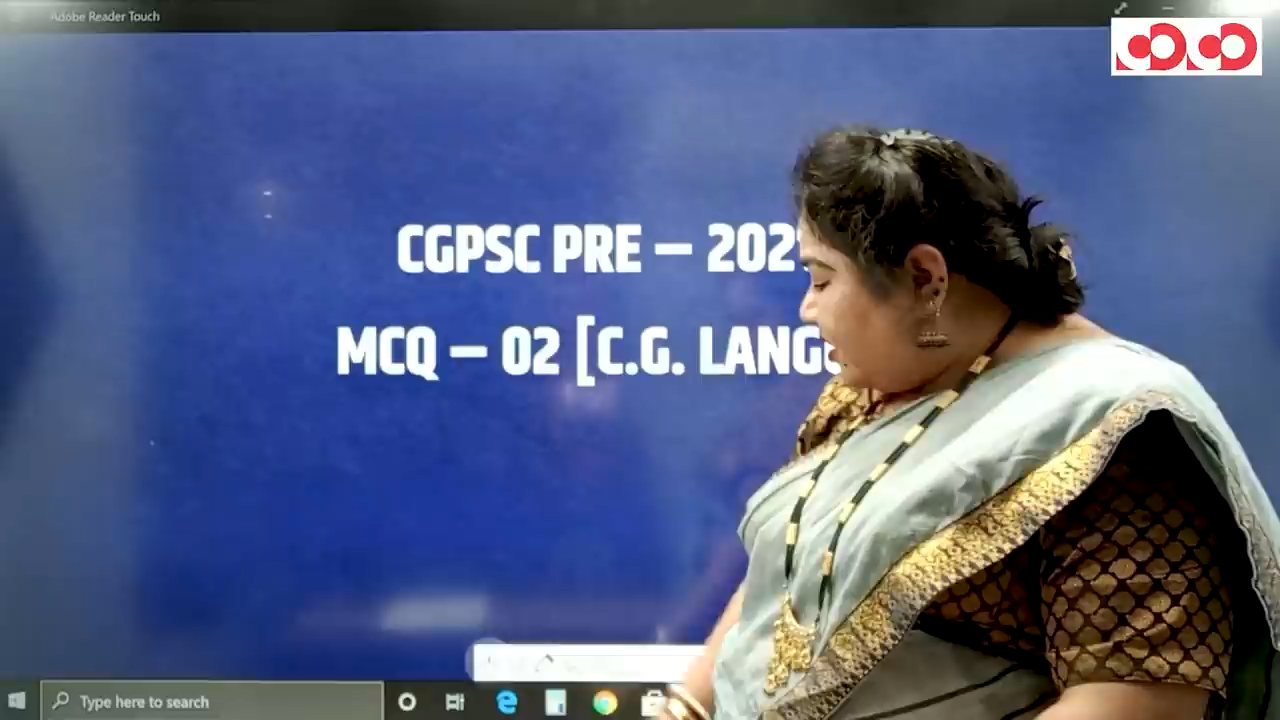 Adobe Reader Touch
CGPSC PRE – 202
MCQ – 02 [C.G. LANG
Type here to search